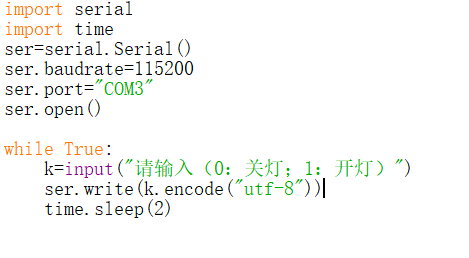 import serial
import time
ser=serial.Serial()
ser.baudrate=115200
ser.port="COM3"
ser.open()
while True:
    k=input("请输入（0：关灯；1：开灯）")
    ser.write(k.encode("utf-8"))
    time.sleep(2)